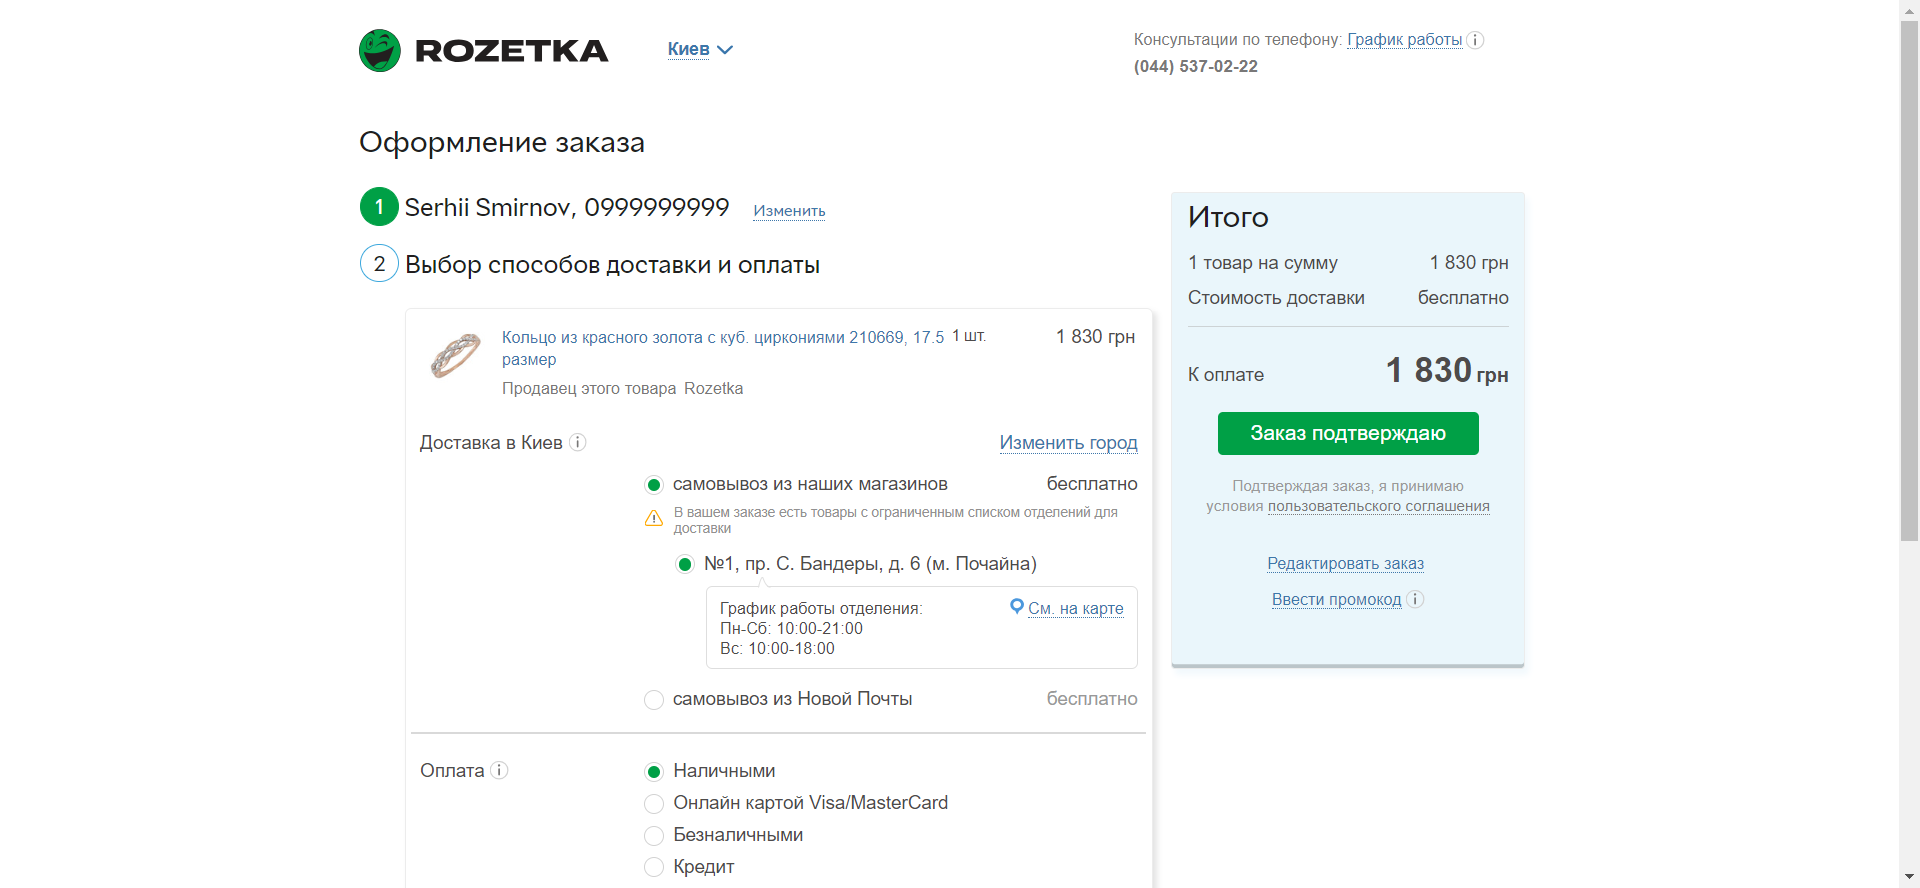 ROZETKA
Киев
Консультации по телефону: График работы
(044) 537-02-22
Оформление заказа
1 Serhii Smirnov, 0999999999 Изменить
2 Выбор способов доставки и оплаты
Кольцо из красного золота с куб. циркониями 210669, 17.5 1 шт. 1 830 грн
размер
Продавец этого товара Rozetka
Доставка в Киев Изменить город
самовывоз из наших магазинов бесплатно
В вашем заказе есть товары с ограниченным списком отделений для
доставки
№1, пр. С. Бандеры, д. 6 (м. Почайна)
График работы отделения: См. на карте
Пн-Сб: 10:00-21:00
Вс: 10:00-18:00
самовывоз из Новой Почты бесплатно
Оплата Наличными
Онлайн картой Visa/MasterCard
Безналичными
Кредит
Итого
1 товар на сумму 1 830 грн
Стоимость доставки бесплатно
К оплате 1 830 грн
Заказ подтверждаю
Подтверждая заказ, я принимаю
условия пользовательского соглашения
Редактировать заказ
Ввести промокод